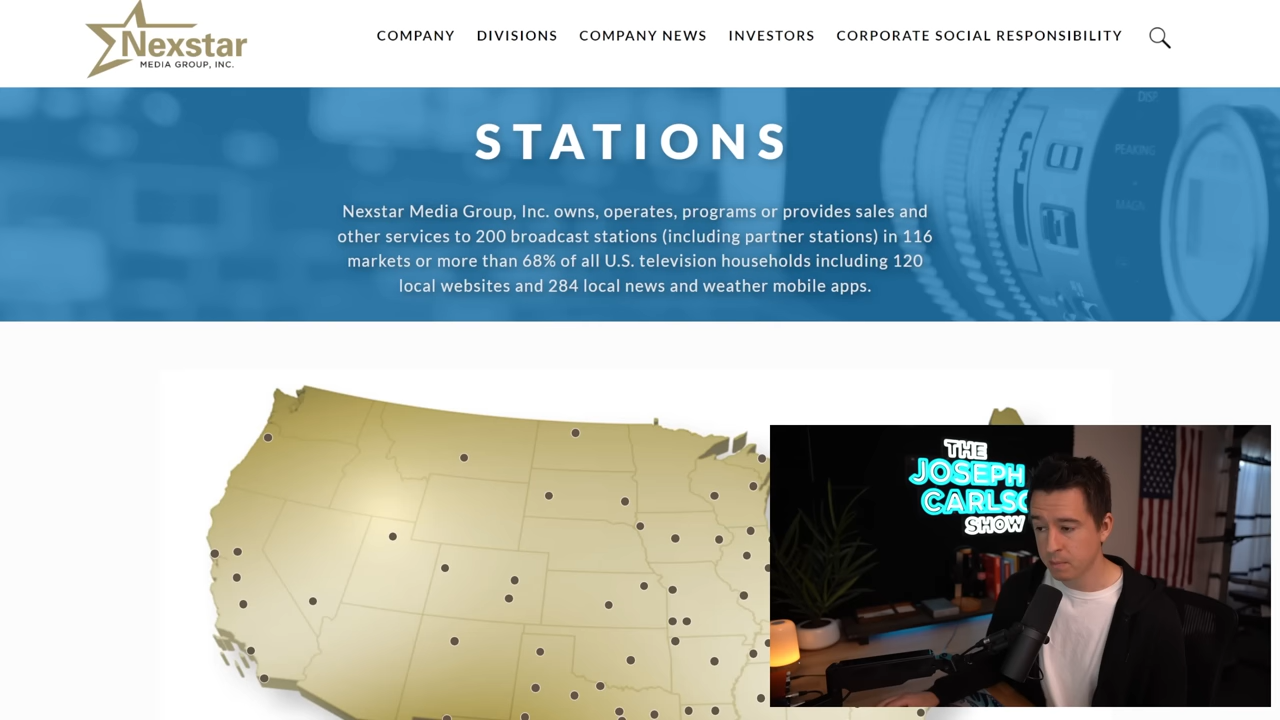 Nexstar
MEDIA GROUP, INC.
COMPANY DIVISIONS COMPANY NEWS INVESTORS CORPORATE SOCIAL RESPONSIBILITY
STATIONS
DISP
PEAKING
Nexstar Media Group, Inc. owns, operates, programs or provides sales and
other services to 200 broadcast stations (including partner stations) in 116
markets or more than 68% of all U.S. television households including 120
local websites and 284 local news and weather mobile apps.
THE
JOSEPH
CARLSO
SHOW